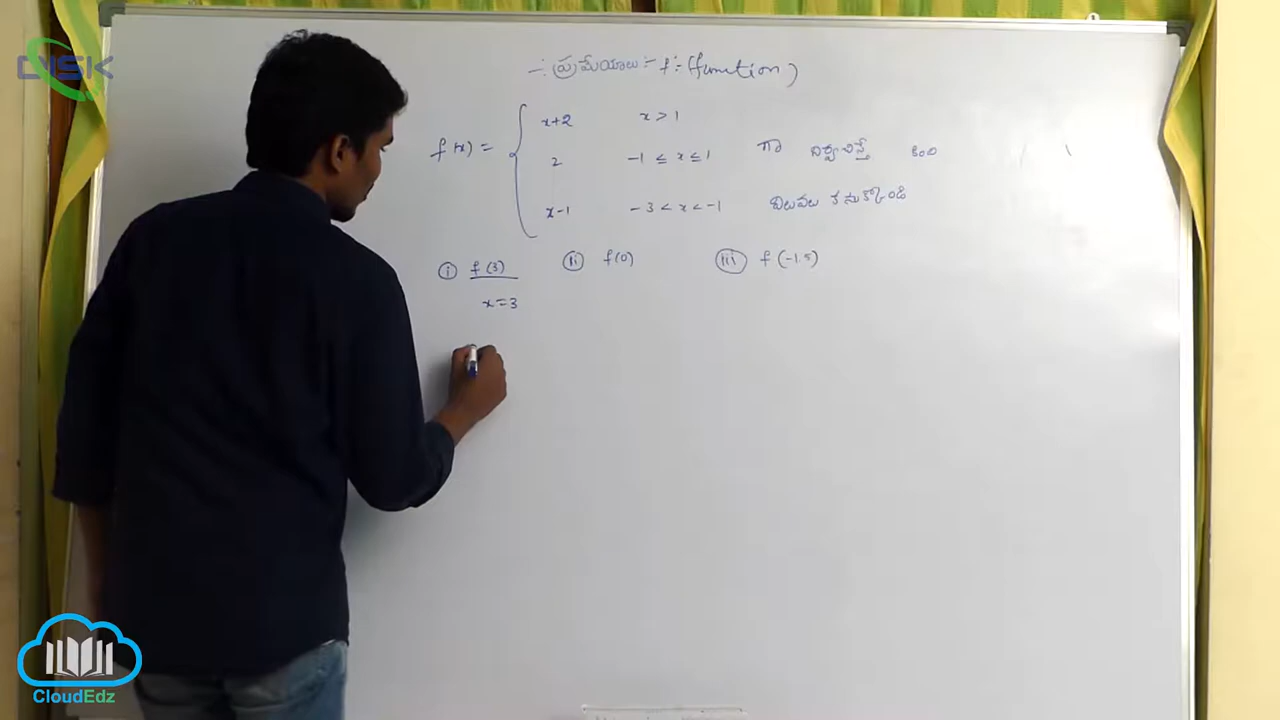 DNSK
-: ప్రమేయాలు :- f :- (function)
f(x) = { x+2 x > 1
2 -1 ≤ x ≤ 1 గా నిర్వచిస్తే కింది
x-1 -3 < x < -1 విలువలు కనుక్కోండి
(i) f(3) (ii) f(0) (iii) f(-1.5)
x = 3
CloudEdz